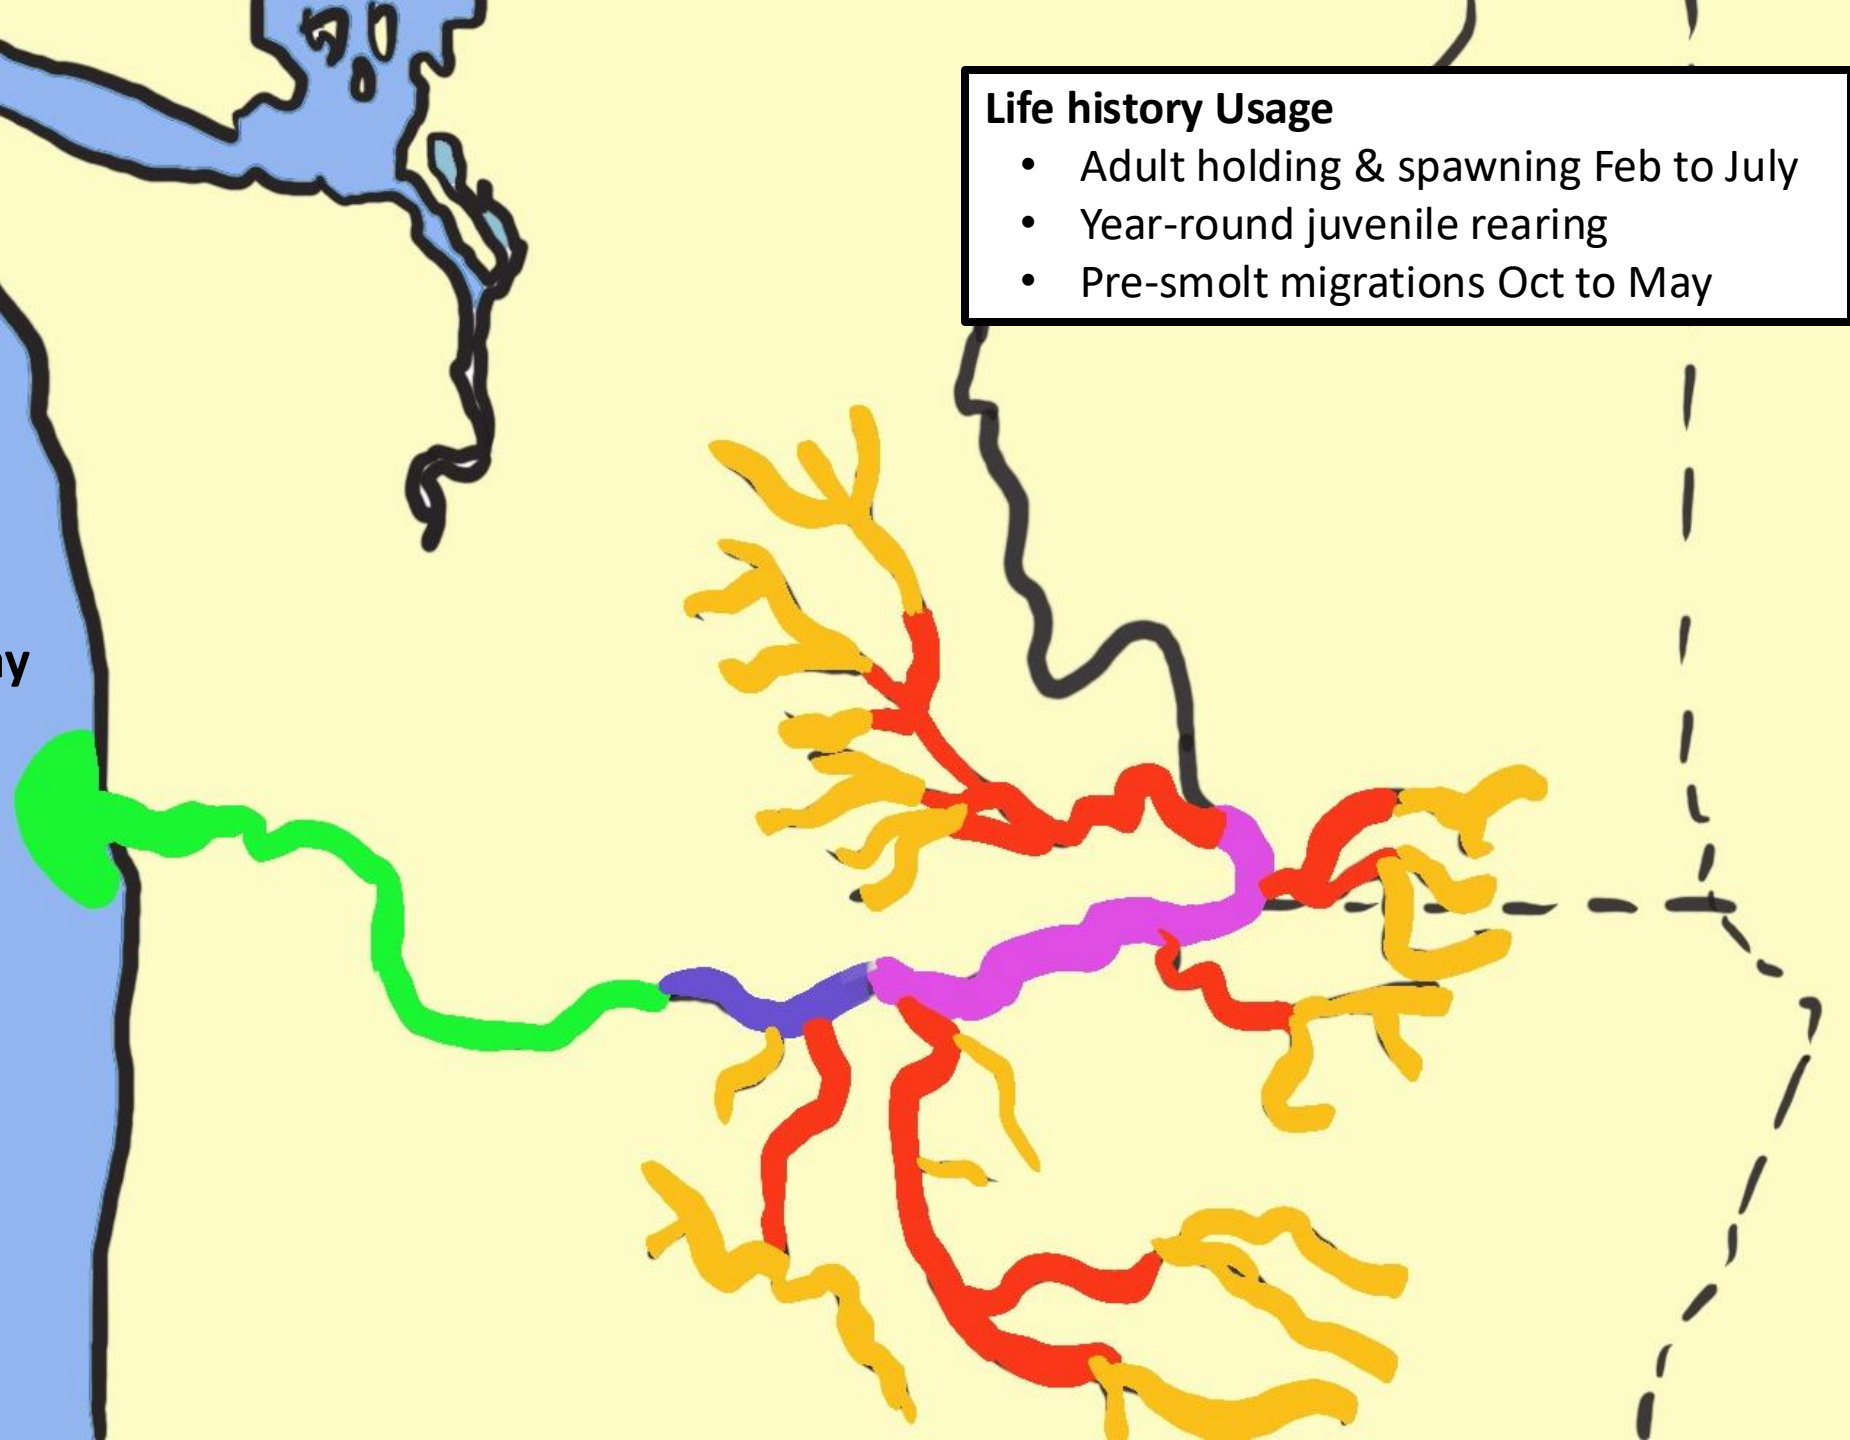 Life history Usage
• Adult holding & spawning Feb to July
• Year-round juvenile rearing
• Pre-smolt migrations Oct to May